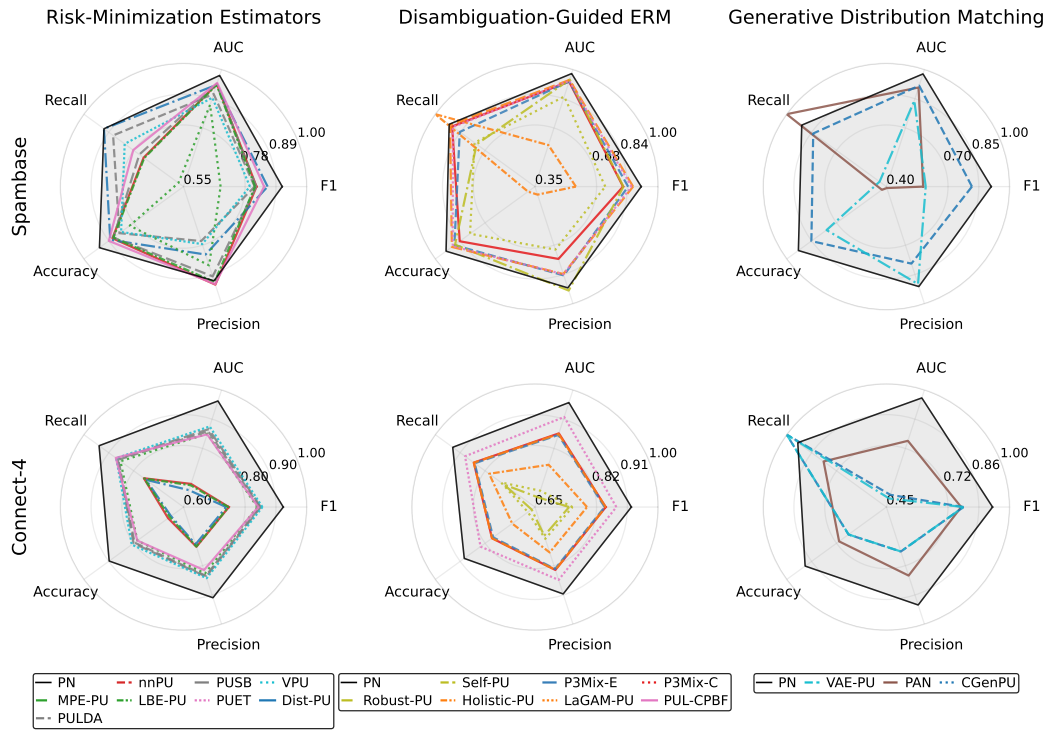 Risk-Minimization Estimators
Disambiguation-Guided ERM
Generative Distribution Matching
Spambase
AUC
Recall
1.00
0.89
0.78
0.55
F1
Accuracy
Precision
AUC
Recall
1.00
0.84
0.68
0.35
F1
Accuracy
Precision
AUC
Recall
1.00
0.85
0.70
0.40
F1
Accuracy
Precision
Connect-4
AUC
Recall
1.00
0.90
0.80
0.60
F1
Accuracy
Precision
AUC
Recall
1.00
0.91
0.82
0.65
F1
Accuracy
Precision
AUC
Recall
1.00
0.86
0.72
0.45
F1
Accuracy
Precision
PN nnPU PUSB VPU
MPE-PU LBE-PU PUET Dist-PU
PULDA
PN Self-PU P3Mix-E P3Mix-C
Robust-PU Holistic-PU LaGAM-PU PUL-CPBF
PN VAE-PU PAN CGenPU